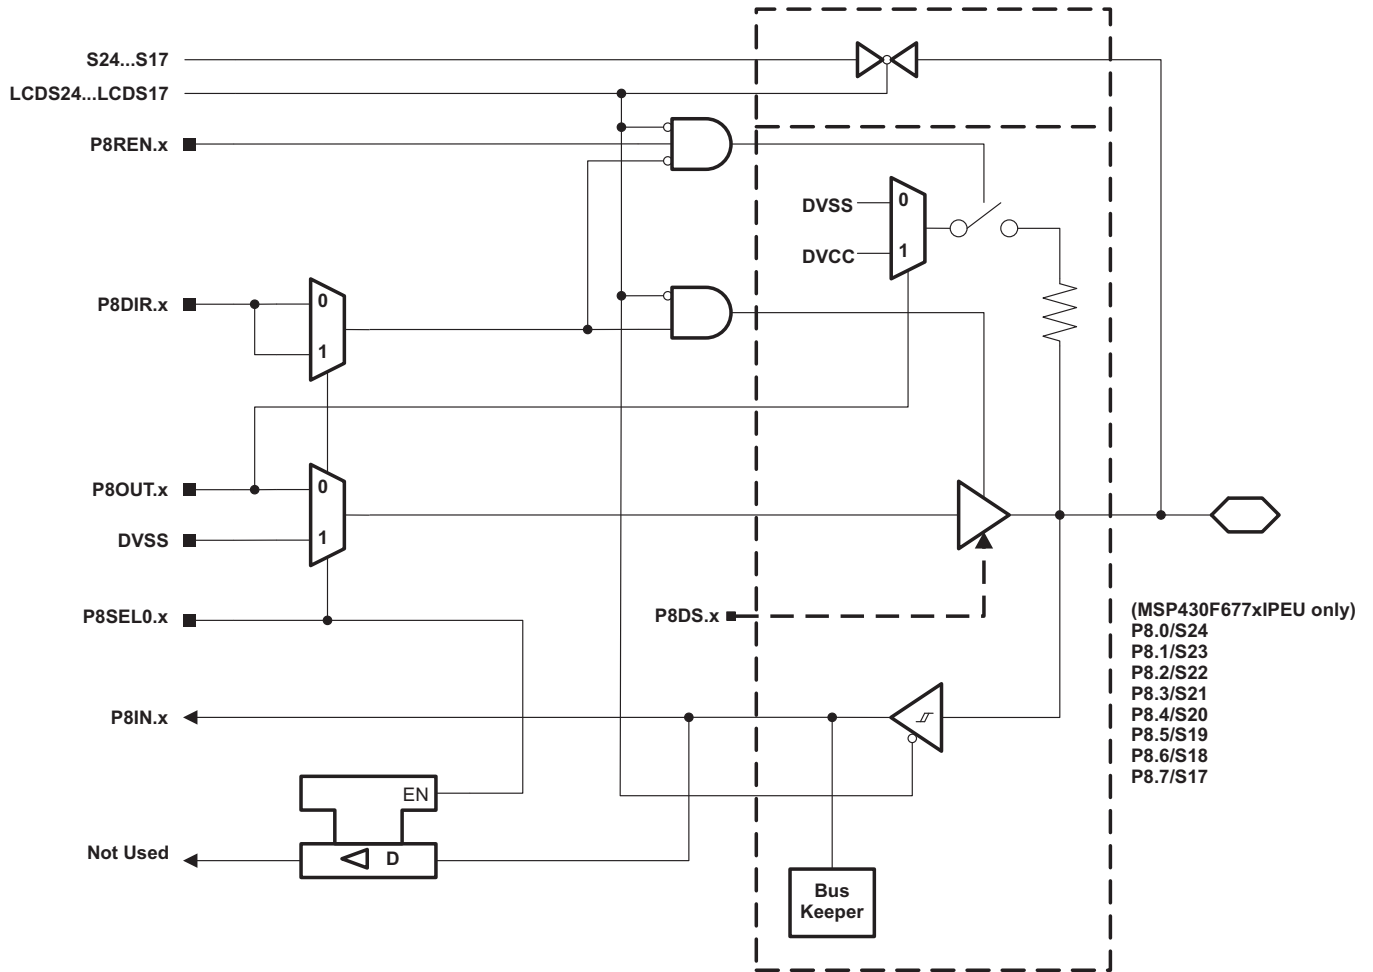 S24...S17
LCDS24...LCDS17
P8REN.x
DVSS
0
DVCC
1
P8DIR.x
0
1
P8OUT.x
0
DVSS
1
P8SEL0.x
P8DS.x
(MSP430F677xIPEU only)
P8.0/S24
P8.1/S23
P8.2/S22
P8.3/S21
P8.4/S20
P8.5/S19
P8.6/S18
P8.7/S17
P8IN.x
EN
Not Used
D
Bus
Keeper